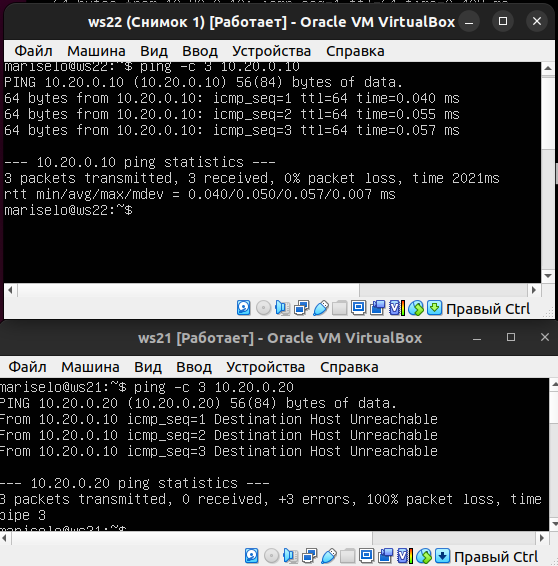 ws22 (Снимок 1) [Работает] - Oracle VM VirtualBox
Файл Машина Вид Ввод Устройства Справка
mariselo@ws22:~$ ping -c 3 10.20.0.10
PING 10.20.0.10 (10.20.0.10) 56(84) bytes of data.
64 bytes from 10.20.0.10: icmp_seq=1 ttl=64 time=0.040 ms
64 bytes from 10.20.0.10: icmp_seq=2 ttl=64 time=0.055 ms
64 bytes from 10.20.0.10: icmp_seq=3 ttl=64 time=0.057 ms
--- 10.20.0.10 ping statistics ---
3 packets transmitted, 3 received, 0% packet loss, time 2021ms
rtt min/avg/max/mdev = 0.040/0.050/0.057/0.007 ms
mariselo@ws22:~$
Правый Ctrl
ws21 [Работает] - Oracle VM VirtualBox
Файл Машина Вид Ввод Устройства Справка
mariselo@ws21:~$ ping -c 3 10.20.0.20
PING 10.20.0.20 (10.20.0.20) 56(84) bytes of data.
From 10.20.0.10 icmp_seq=1 Destination Host Unreachable
From 10.20.0.10 icmp_seq=2 Destination Host Unreachable
From 10.20.0.10 icmp_seq=3 Destination Host Unreachable
--- 10.20.0.20 ping statistics ---
3 packets transmitted, 0 received, +3 errors, 100% packet loss, time
pipe 3
mariselo@ws21:~$
Правый Ctrl